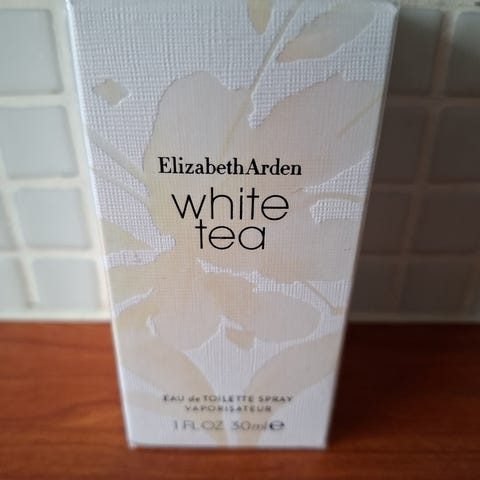 ElizabethArden
white
tea
EAU de TOILETTE SPRAY
VAPORISATEUR
1 FL OZ 30ml℮